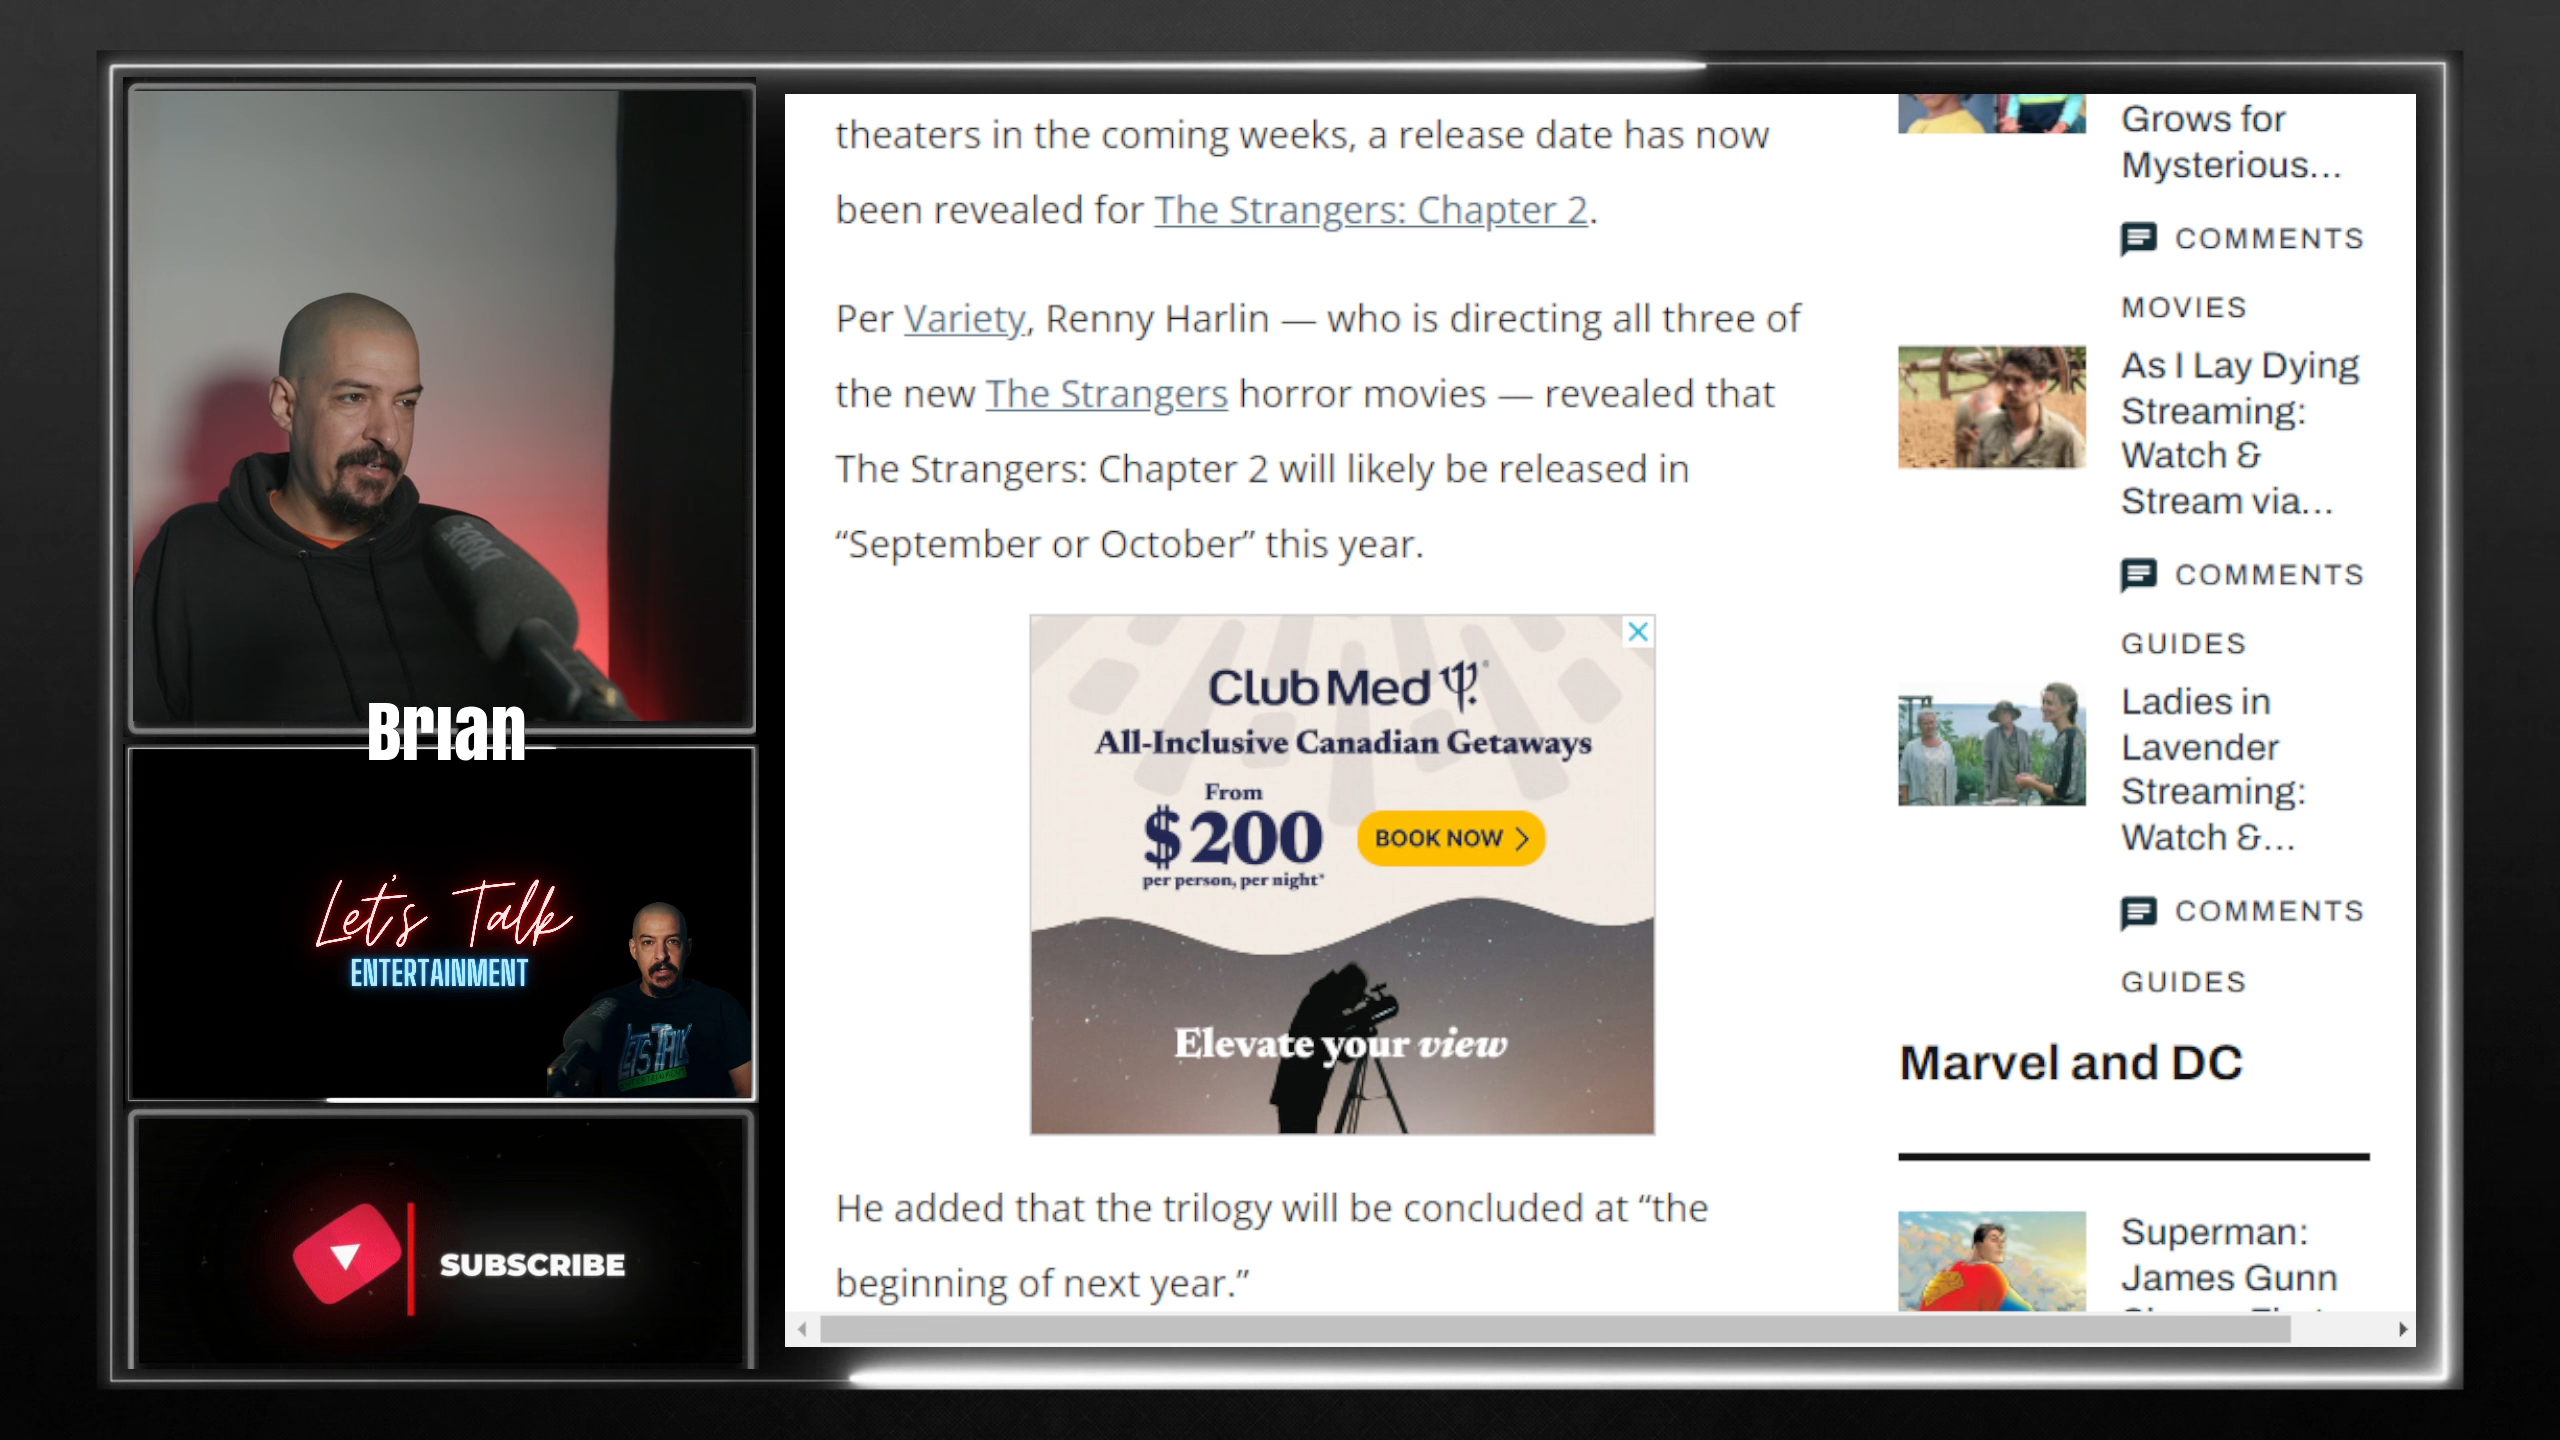 Brian
Let's Talk
ENTERTAINMENT
LET'S TALK
SUBSCRIBE
theaters in the coming weeks, a release date has now
been revealed for The Strangers: Chapter 2.
Per Variety, Renny Harlin — who is directing all three of
the new The Strangers horror movies — revealed that
The Strangers: Chapter 2 will likely be released in
“September or October” this year.
Club Med
All-Inclusive Canadian Getaways
From
$200
per person, per night*
BOOK NOW
Elevate your view
He added that the trilogy will be concluded at “the
beginning of next year.”
Grows for
Mysterious...
COMMENTS
MOVIES
As I Lay Dying
Streaming:
Watch &
Stream via...
COMMENTS
GUIDES
Ladies in
Lavender
Streaming:
Watch &...
COMMENTS
GUIDES
Marvel and DC
Superman:
James Gunn